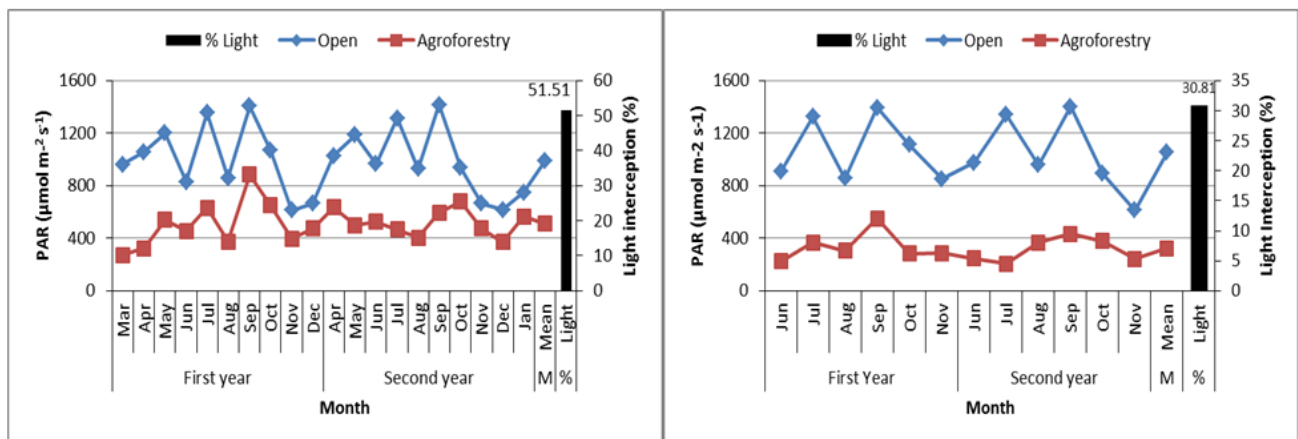 % Light Open Agroforestry
1600 1200 800 400 0
PAR (µmol m-² s-¹)
60 50 40 30 20 10 0
Light interception (%)
51.51
Mar Apr May Jun Jul Aug Sep Oct Nov Dec Apr May Jun Jul Aug Sep Oct Nov Dec Jan Mean Light
First year Second year M %
Month
% Light Open Agroforestry
1600 1200 800 400 0
PAR (µmol m-2 s-1)
35 30 25 20 15 10 5 0
Light Interception (%)
30.81
Jun Jul Aug Sep Oct Nov Jun Jul Aug Sep Oct Nov Mean Light
First Year Second year M %
Month